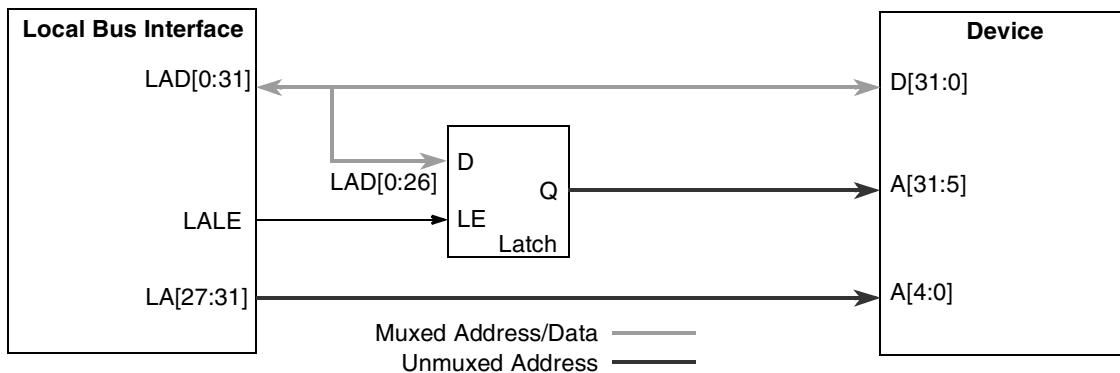 Local Bus Interface
Device
LAD[0:31]
D[31:0]
D
LAD[0:26]
Q
A[31:5]
LALE
LE
Latch
LA[27:31]
A[4:0]
Muxed Address/Data
Unmuxed Address